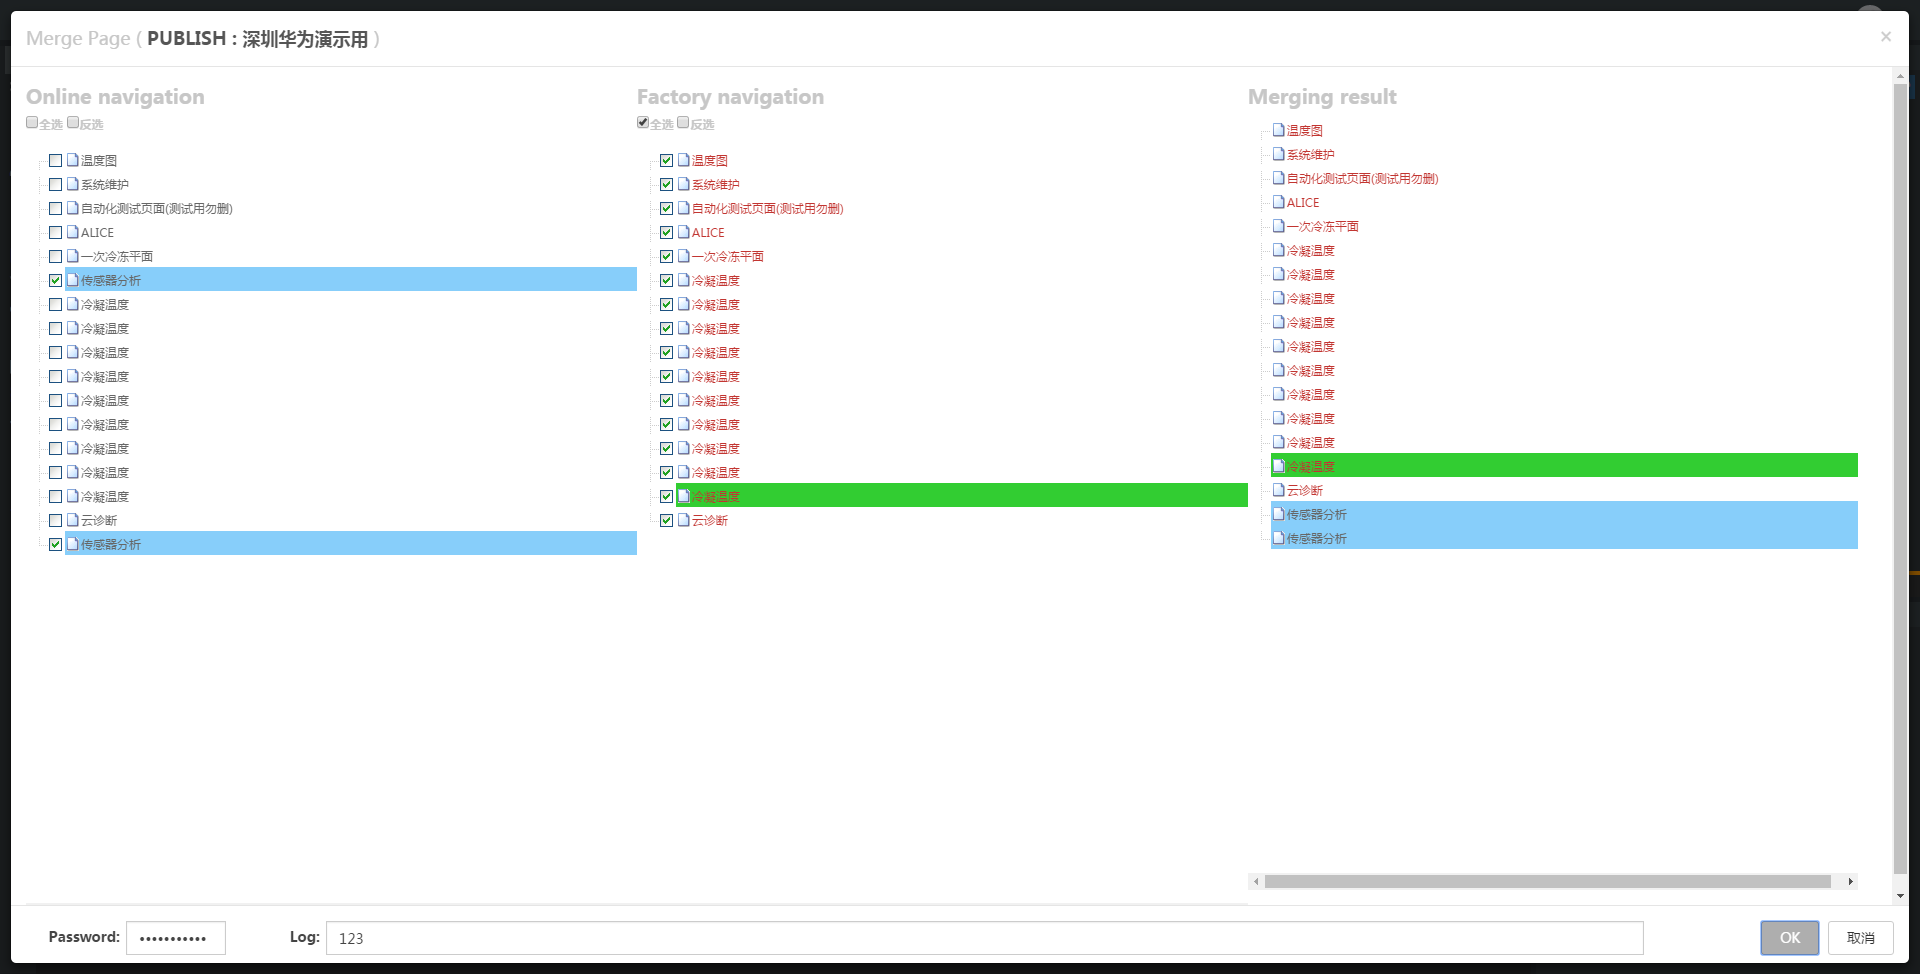 Merge Page ( PUBLISH : 深圳华为演示用 )
×
Online navigation
全选 反选
温度图
系统维护
自动化测试页面(测试用勿删)
ALICE
一次冷冻平面
传感器分析
冷凝温度
冷凝温度
冷凝温度
冷凝温度
冷凝温度
冷凝温度
冷凝温度
冷凝温度
冷凝温度
云诊断
传感器分析
Factory navigation
全选 反选
温度图
系统维护
自动化测试页面(测试用勿删)
ALICE
一次冷冻平面
冷凝温度
冷凝温度
冷凝温度
冷凝温度
冷凝温度
冷凝温度
冷凝温度
冷凝温度
冷凝温度
冷凝温度
云诊断
Merging result
温度图
系统维护
自动化测试页面(测试用勿删)
ALICE
一次冷冻平面
冷凝温度
冷凝温度
冷凝温度
冷凝温度
冷凝温度
冷凝温度
冷凝温度
冷凝温度
冷凝温度
冷凝温度
云诊断
传感器分析
传感器分析
Password: •••••••••••
Log: 123
OK
取消